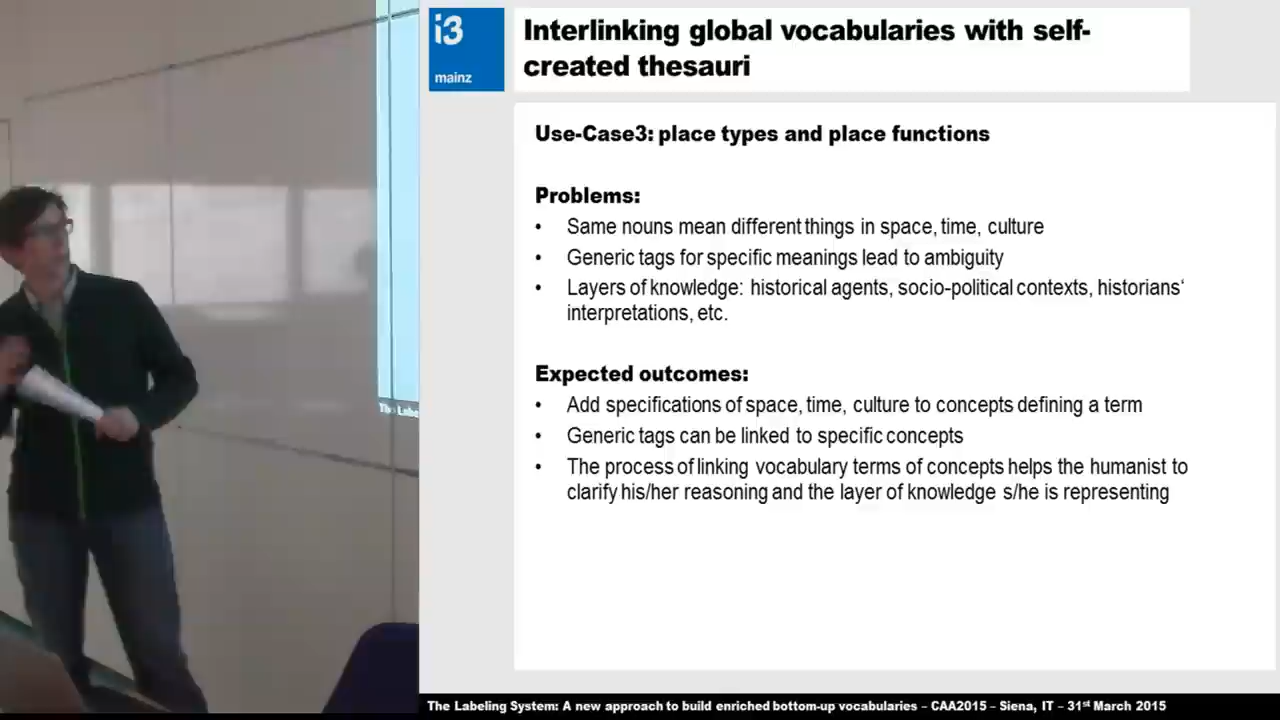 i3
mainz
Interlinking global vocabularies with self-
created thesauri
Use-Case3: place types and place functions
Problems:
• Same nouns mean different things in space, time, culture
• Generic tags for specific meanings lead to ambiguity
• Layers of knowledge: historical agents, socio-political contexts, historians‘
interpretations, etc.
Expected outcomes:
• Add specifications of space, time, culture to concepts defining a term
• Generic tags can be linked to specific concepts
• The process of linking vocabulary terms of concepts helps the humanist to
clarify his/her reasoning and the layer of knowledge s/he is representing
The Labe
The Labeling System: A new approach to build enriched bottom-up vocabularies – CAA2015 – Siena, IT – 31st March 2015